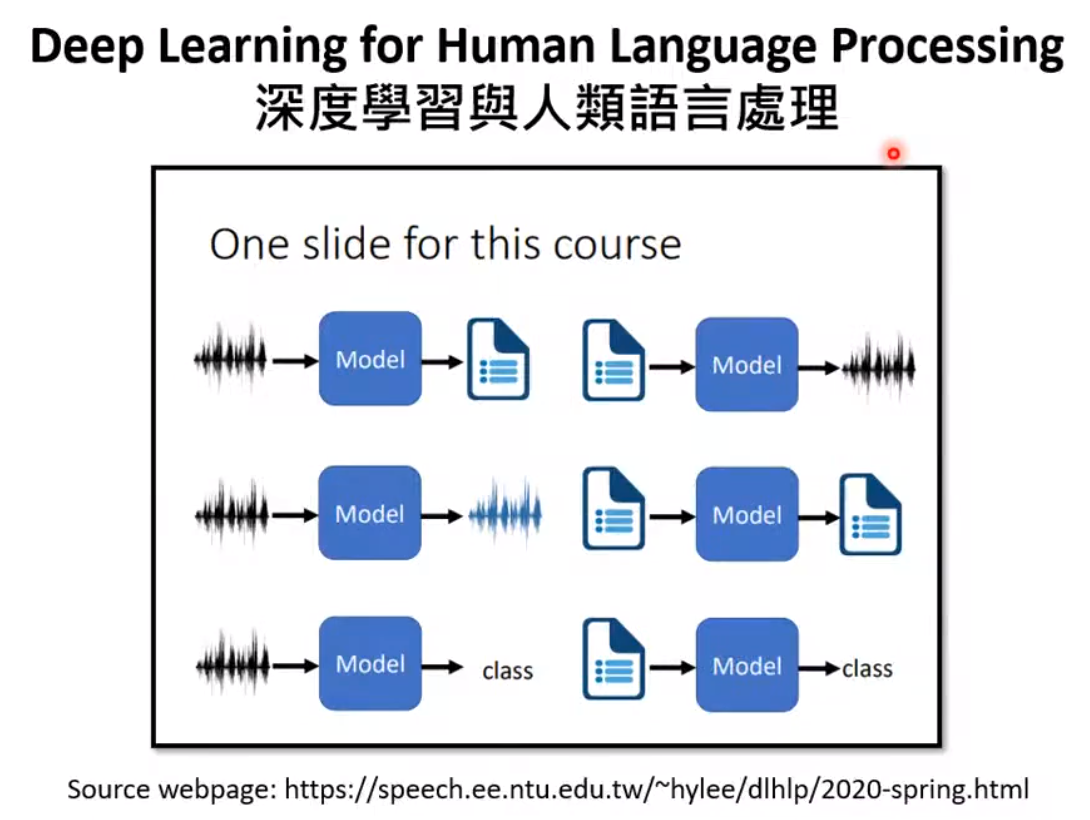 Deep Learning for Human Language Processing
深度學習與人類語言處理
One slide for this course
Model
Model
Model
Model
Model
class
Model
class
Source webpage: https://speech.ee.ntu.edu.tw/~hylee/dlhlp/2020-spring.html